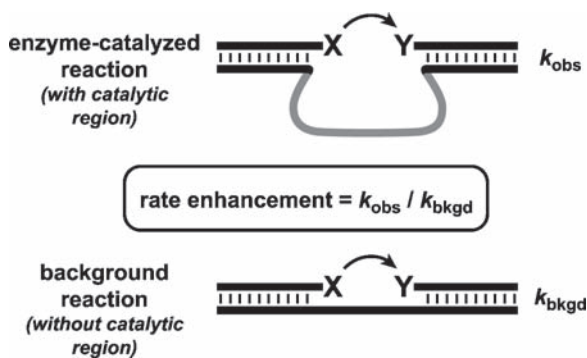 enzyme-catalyzed
reaction
(with catalytic
region)
X Y
kobs
rate enhancement = kobs / kbkgd
background
reaction
(without catalytic
region)
X Y
kbkgd